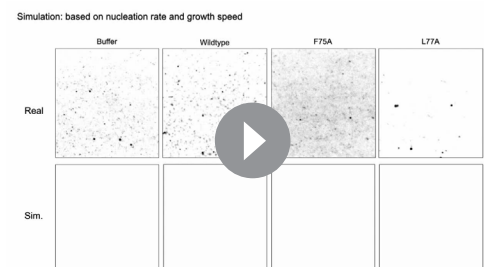 Simulation: based on nucleation rate and growth speed
Buffer Wildtype F75A L77A
Real
Sim.